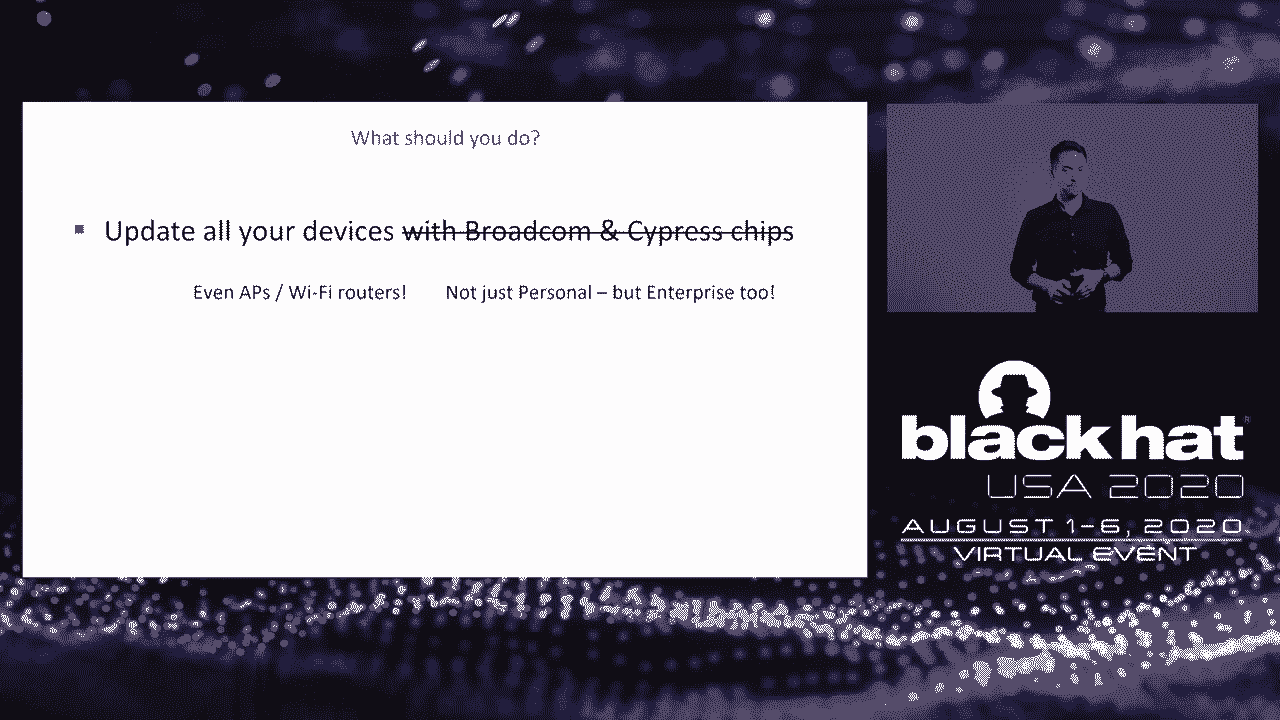 What should you do?
▪ Update all your devices with Broadcom & Cypress chips
Even APs / Wi-Fi routers! Not just Personal – but Enterprise too!
black hat®
USA 2020
AUGUST 1-6, 2020
VIRTUAL EVENT